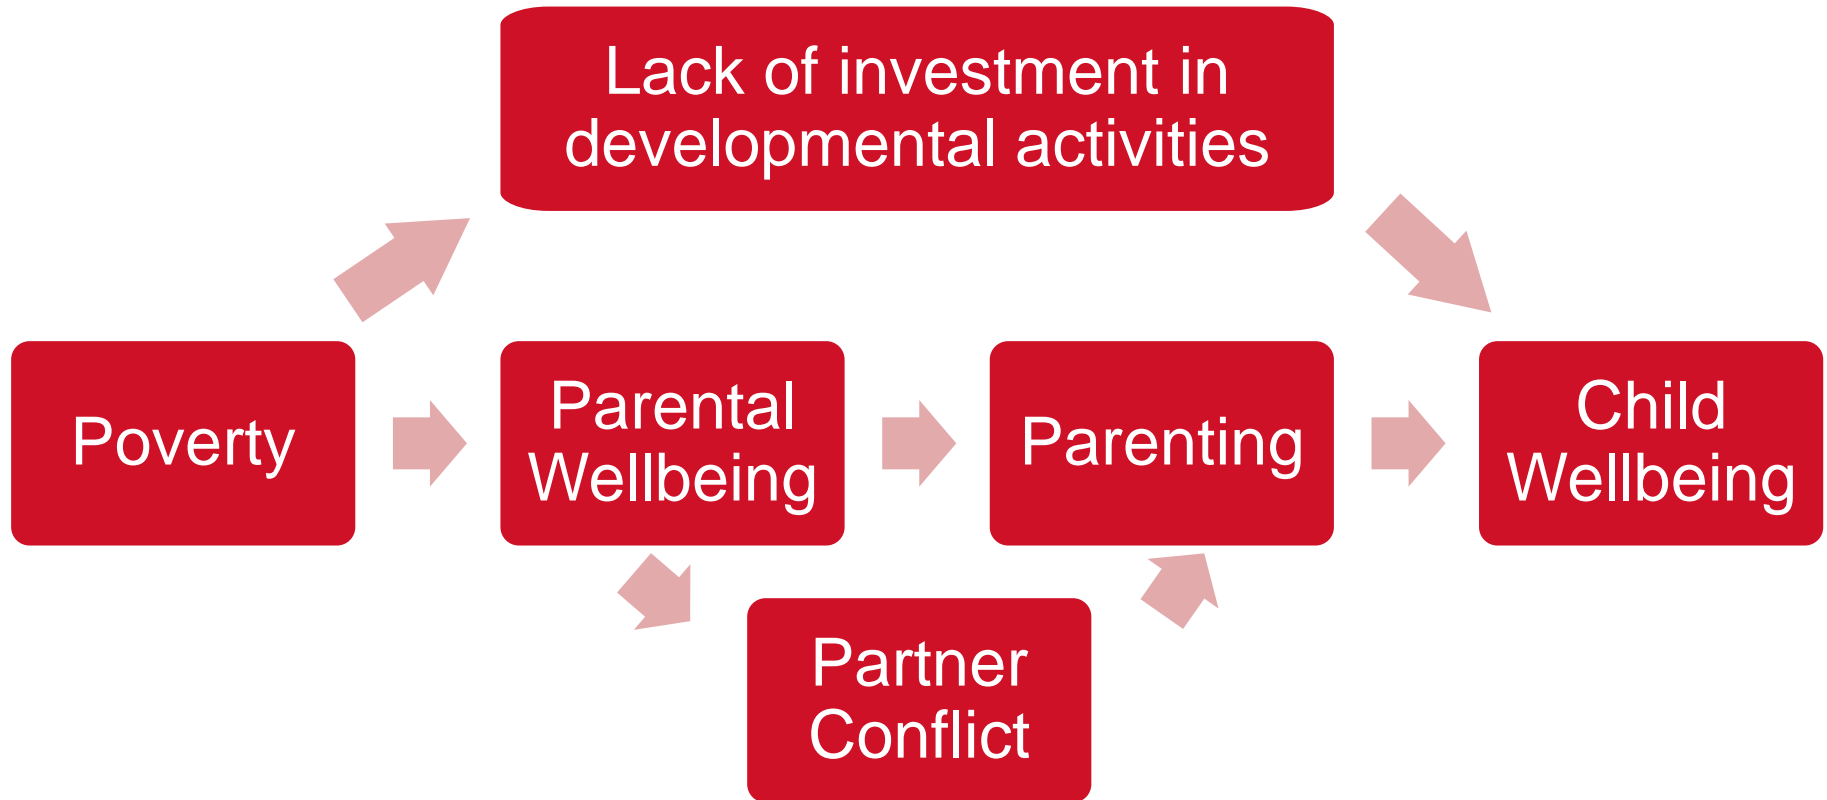 Lack of investment in
developmental activities
Poverty
Parental
Wellbeing
Parenting
Child
Wellbeing
Partner
Conflict